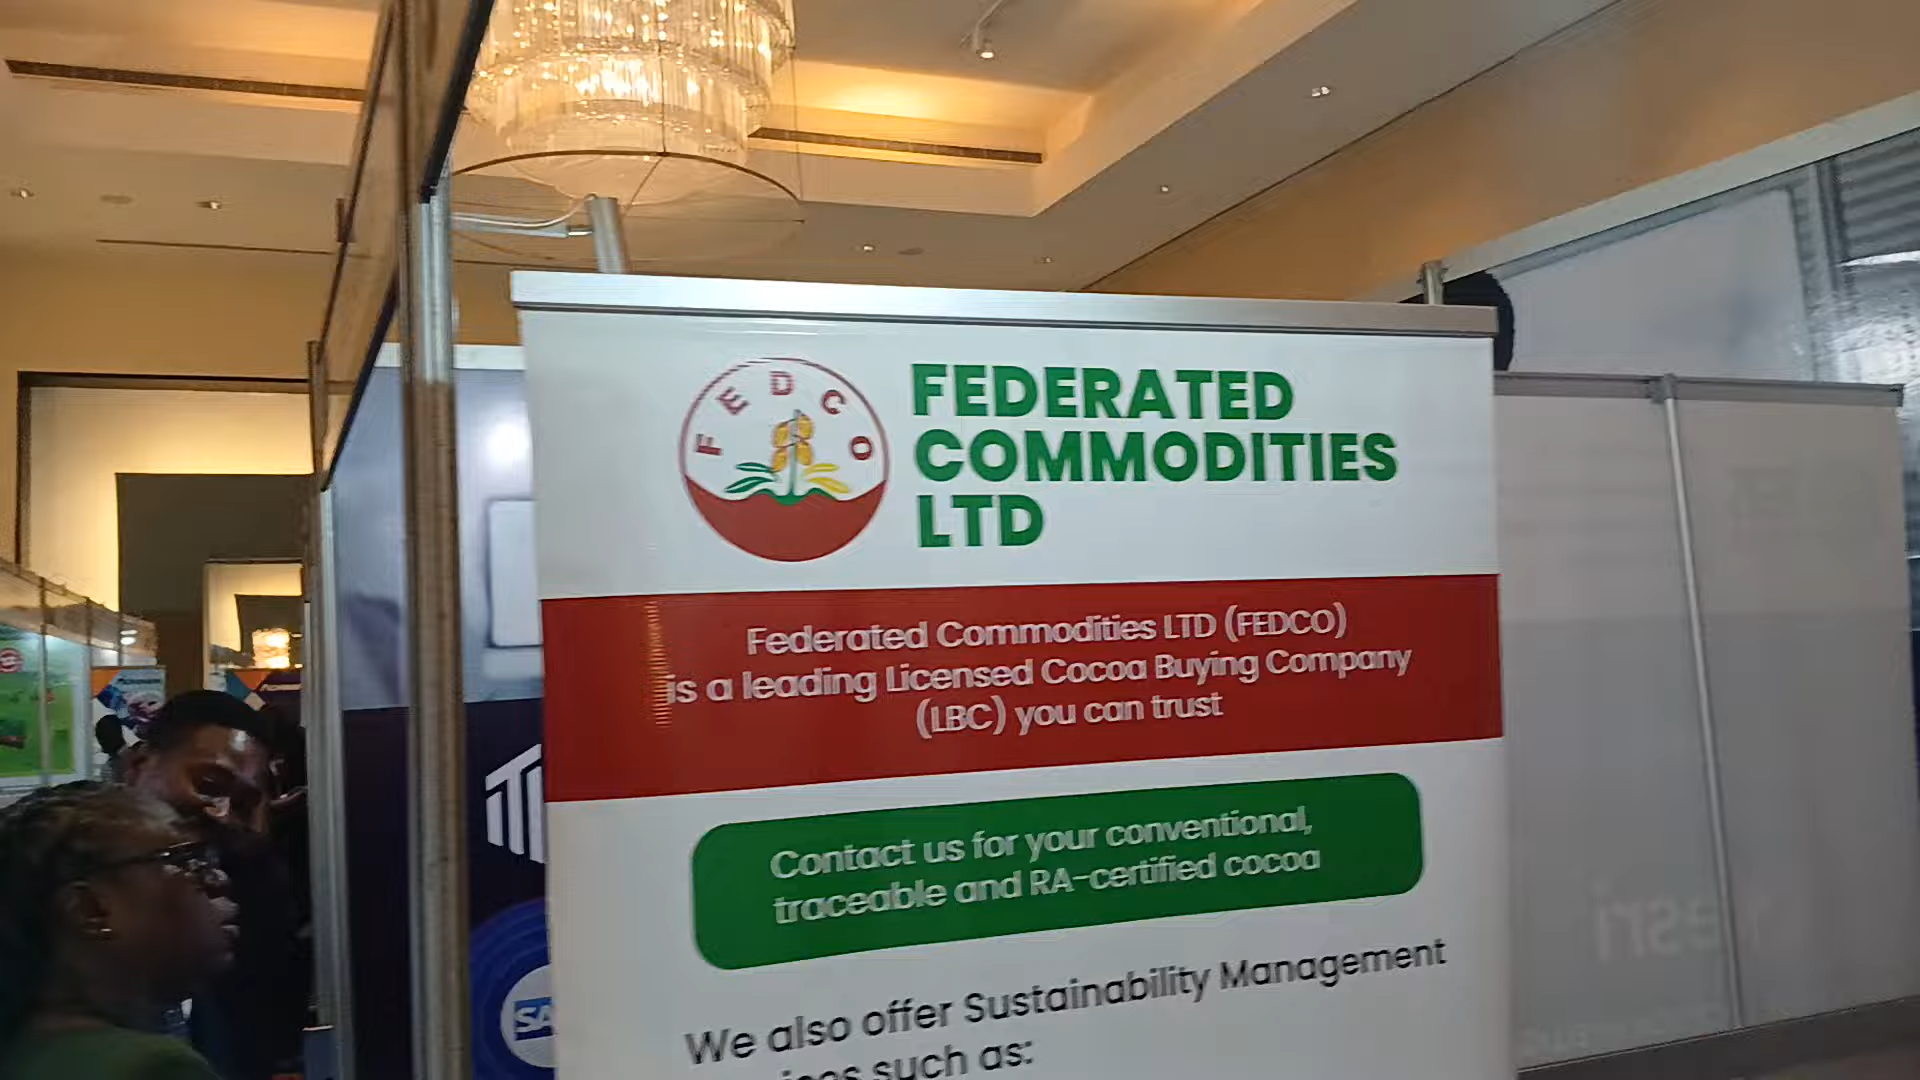 FEDCO
FEDERATED
COMMODITIES
LTD
Federated Commodities LTD (FEDCO)
is a leading Licensed Cocoa Buying Company
(LBC) you can trust
Contact us for your conventional,
traceable and RA-certified cocoa
We also offer Sustainability Management
such as:
SA